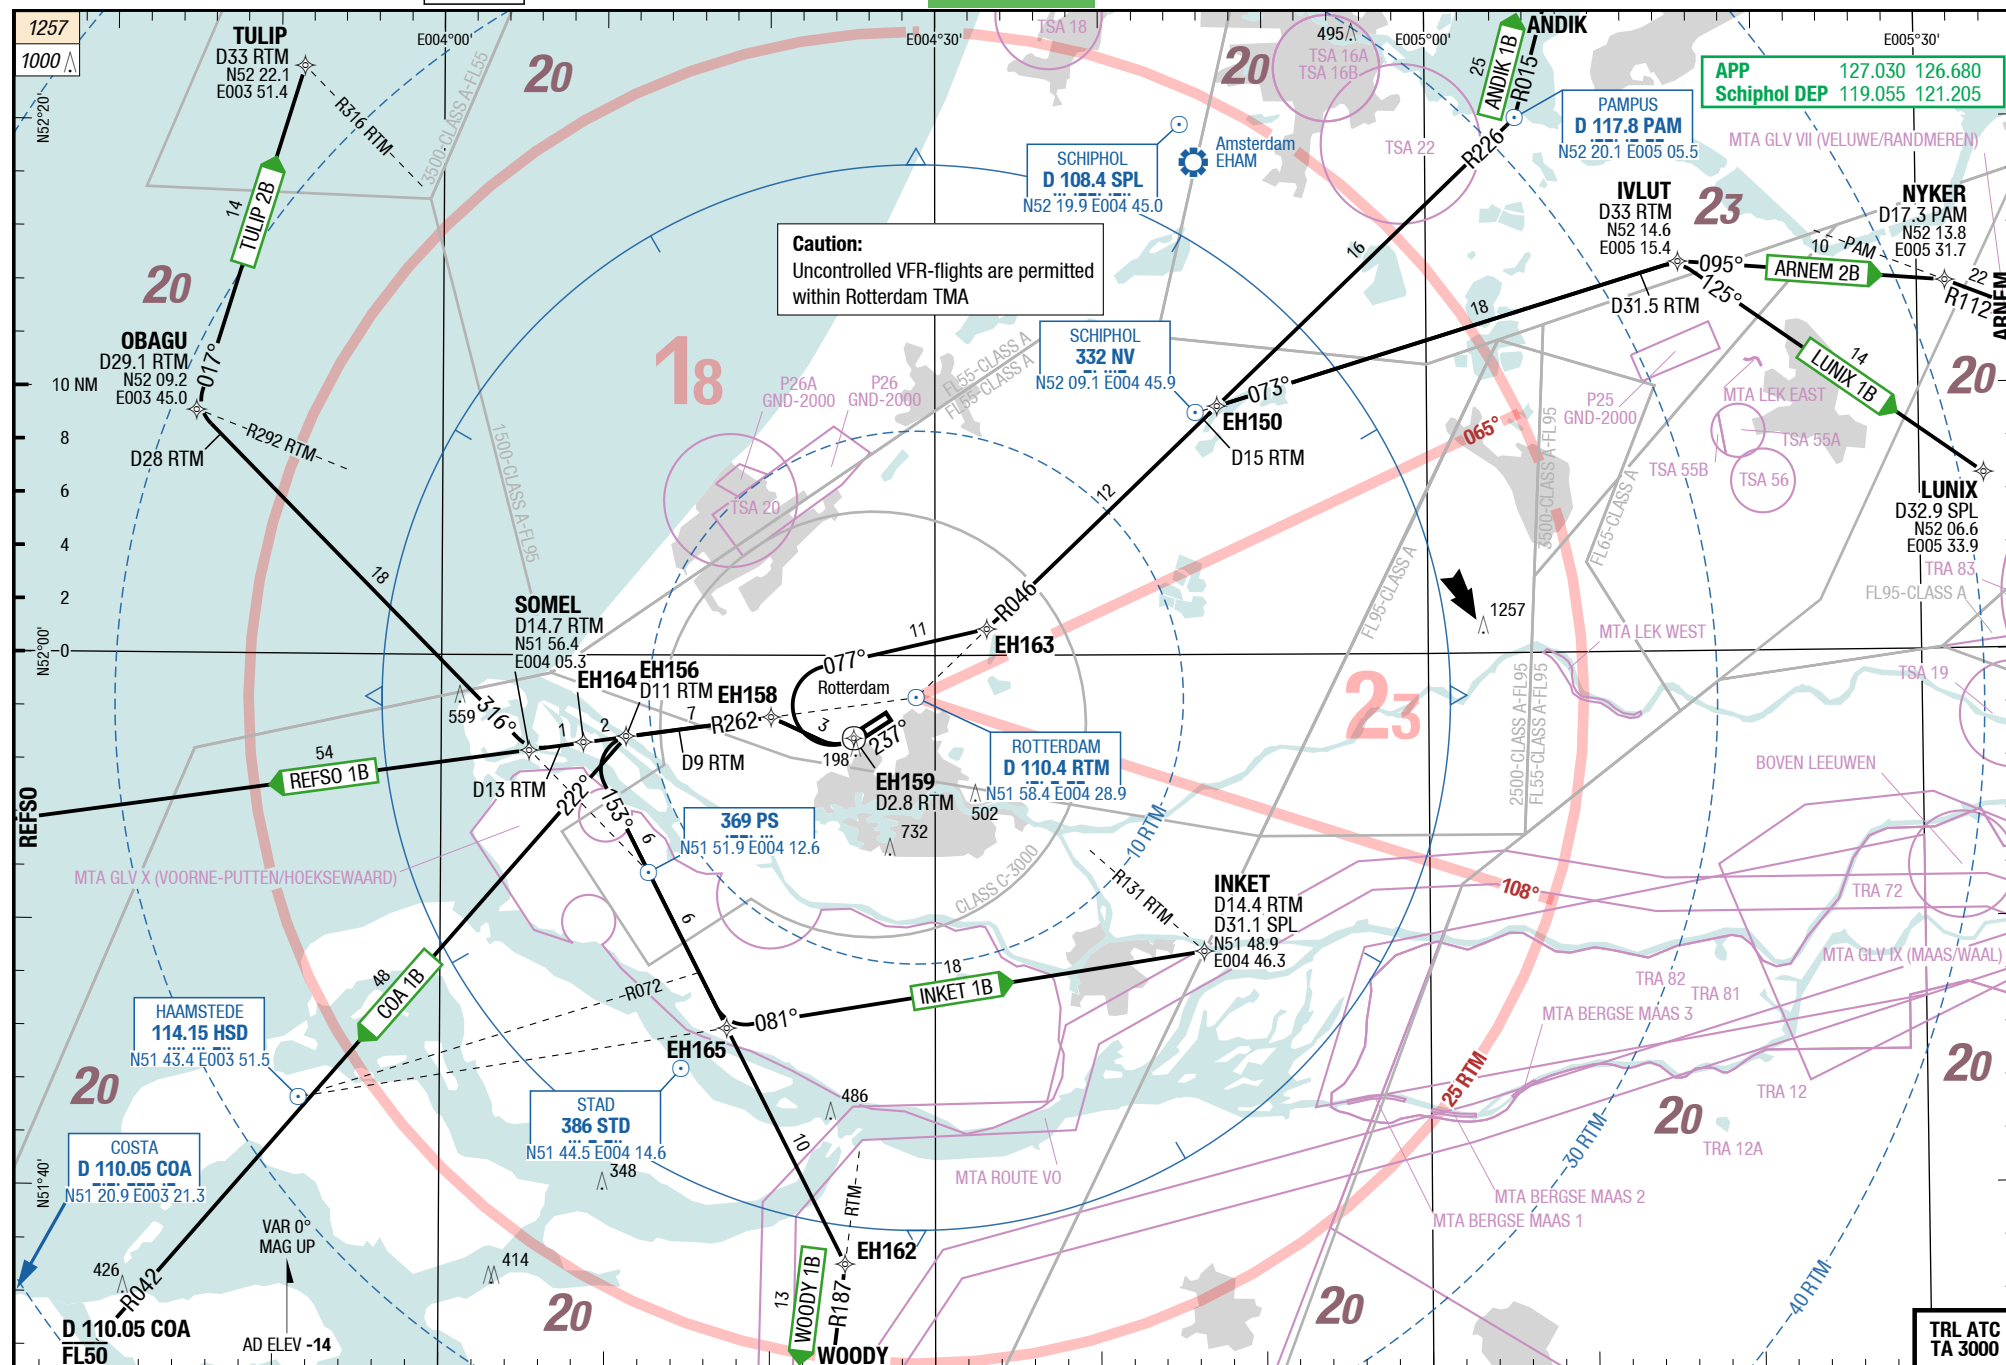 1257
1000
TULIP
D33 RTM
N52 22.1
E003 51.4
E004°00'
E004°30'
E005°00'
E005°30'
20
20
TSA 18
495
TSA 16A
TSA 16B
TSA 22
ANDIK
25
ANDIK 1B
R015
APP 127.030 126.680
Schiphol DEP 119.055 121.205
PAMPUS
D 117.8 PAM
N52 20.1 E005 05.5
MTA GLV VII (VELUWE/RANDMEREN)
N52°20'
R316 RTM
3500-CLASS A-FL55
SCHIPHOL
D 108.4 SPL
N52 19.9 E004 45.0
Amsterdam
EHAM
R226
14
TULIP 2B
Caution:
Uncontrolled VFR-flights are permitted
within Rotterdam TMA
16
IVLUT
D33 RTM
N52 14.6
E005 15.4
23
NYKER
D17.3 PAM
N52 13.8
E005 31.7
10
PAM
095°
ARNEM 2B
22
R112
ARNEM
125°
20
OBAGU
D29.1 RTM
N52 09.2
E003 45.0
017°
18
SCHIPHOL
332 NV
N52 09.1 E004 45.9
18
D31.5 RTM
14
LUNIX 1B
20
10 NM
8
6
4
2
0
N52°00'
P26A
GND-2000
P26
GND-2000
FL55-CLASS A
FL55-CLASS A
073°
EH150
D15 RTM
065°
P25
GND-2000
MTA LEK EAST
TSA 55A
TSA 55B
TSA 56
R292 RTM
D28 RTM
1500-CLASS A-FL95
TSA 20
12
3500-CLASS A-FL95
FL65-CLASS A
LUNIX
D32.9 SPL
N52 06.6
E005 33.9
TRA 83
FL95-CLASS A
18
SOMEL
D14.7 RTM
N51 56.4
E004 05.3
R046
FL95-CLASS A
1257
MTA LEK WEST
11
077°
EH163
EH164
EH156
D11 RTM
EH158
Rotterdam
TSA 19
559
316°
1
2
7
R262
3
237°
198
D9 RTM
23
54
REFSO 1B
REFSO
D13 RTM
222°
153°
EH159
D2.8 RTM
ROTTERDAM
D 110.4 RTM
N51 58.4 E004 28.9
2500-CLASS A-FL95
FL55-CLASS A-FL95
BOVEN LEEUWEN
10 RTM
502
732
6
369 PS
N51 51.9 E004 12.6
CLASS C-3000
MTA GLV X (VOORNE-PUTTEN/HOEKSEWAARD)
R131 RTM
INKET
D14.4 RTM
D31.1 SPL
N51 48.9
E004 46.3
108°
TRA 72
6
48
COA 1B
18
INKET 1B
MTA GLV IX (MAAS/WAAL)
TRA 82
TRA 81
MTA BERGSE MAAS 3
R072
081°
HAAMSTEDE
114.15 HSD
N51 43.4 E003 51.5
EH165
20
20
25 RTM
TRA 12
20
STAD
386 STD
N51 44.5 E004 14.6
486
30 RTM
TRA 12A
COSTA
D 110.05 COA
N51 20.9 E003 21.3
N51°40'
348
10
MTA ROUTE VO
MTA BERGSE MAAS 2
MTA BERGSE MAAS 1
VAR 0°
MAG UP
RTM
414
EH162
426
R042
13
WOODY 1B
R187
40 RTM
20
20
D 110.05 COA
FL50
AD ELEV -14
WOODY
TRL ATC
TA 3000